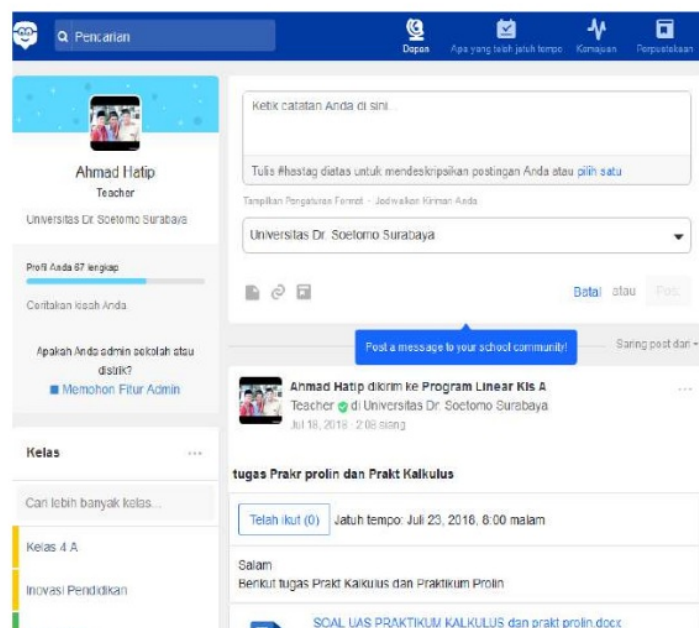 Pencarian
Depan
Apa yang telah jatuh tempo
Kemajuan
Perpustakaan
Ahmad Hatip
Teacher
Universitas Dr. Soetomo Surabaya
Profil Anda 67 lengkap
Ceritakan kisah Anda
Apakah Anda admin sekolah atau
distrik?
Memohon Fitur Admin
Kelas
Cari lebih banyak kelas...
Kelas 4 A
Inovasi Pendidikan
Ketik catatan Anda di sini...
Tulis #hastag diatas untuk mendeskripsikan postingan Anda atau pilih satu
Tampilkan Pengaturan Format - Jadwalkan Kiriman Anda
Universitas Dr. Soetomo Surabaya
Batal atau Post
Post a message to your school community!
Saring post dari
Ahmad Hatip dikirim ke Program Linear Kls A
Teacher di Universitas Dr. Soetomo Surabaya
Jul 18, 2018 - 2:08 siang
tugas Prakr prolin dan Prakt Kalkulus
Telah ikut (0) Jatuh tempo: Juli 23, 2018, 8:00 malam
Salam
Berikut tugas Prakt Kalkulus dan Praktikum Prolin
SOAL UAS PRAKTIKUM KALKULUS dan prakt prolin.docx